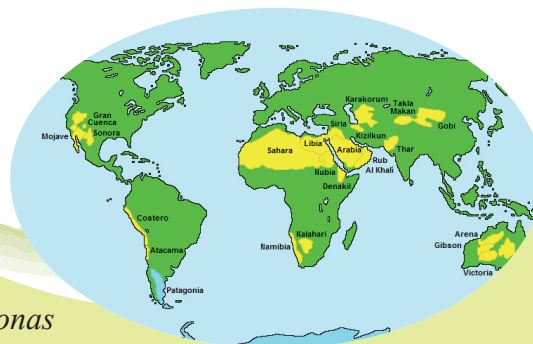 Gran
Cuenca
Mojave
Sonora
Karakorum
Takla
Makan
Gobi
Siria
Kizilkun
Thar
Sahara
Libia
Arabia
Rub
Al Khali
Nubia
Denakil
Costero
Atacama
Patagonia
Kalahari
Namibia
Arena
Gibson
Victoria
onas